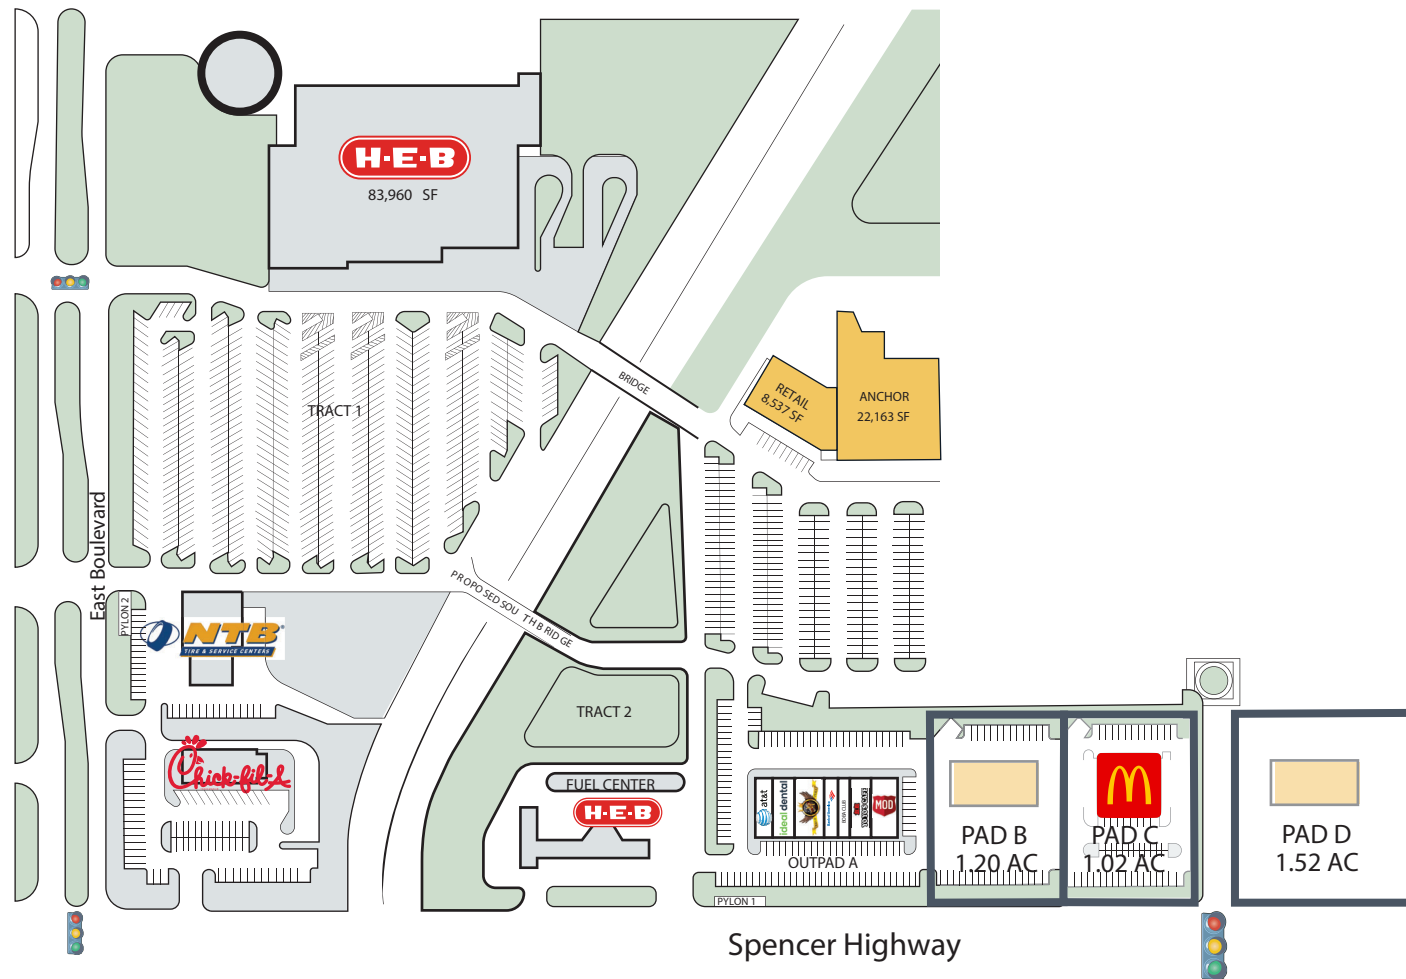 H-E-B
83,960 SF
BRIDGE
RETAIL
8,537 SF
ANCHOR
22,163 SF
TRACT 1
East Boulevard
PROPOSED SOUTH BRIDGE
PYLON 2
NTB
TIRE & SERVICE CENTERS
TRACT 2
Chick-fil-A
FUEL CENTER
H-E-B
at&t
ideal dental
MOD
OUTPAD A
PAD B
1.20 AC
PAD C
1.02 AC
PAD D
1.52 AC
PYLON 1
Spencer Highway